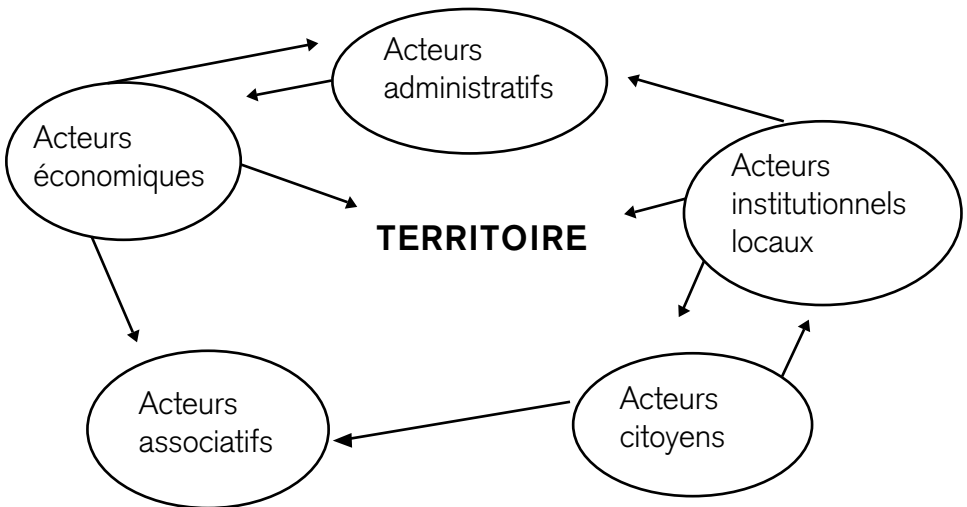 Acteurs
administratifs
Acteurs
économiques
Acteurs
institutionnels
locaux
TERRITOIRE
Acteurs
associatifs
Acteurs
citoyens